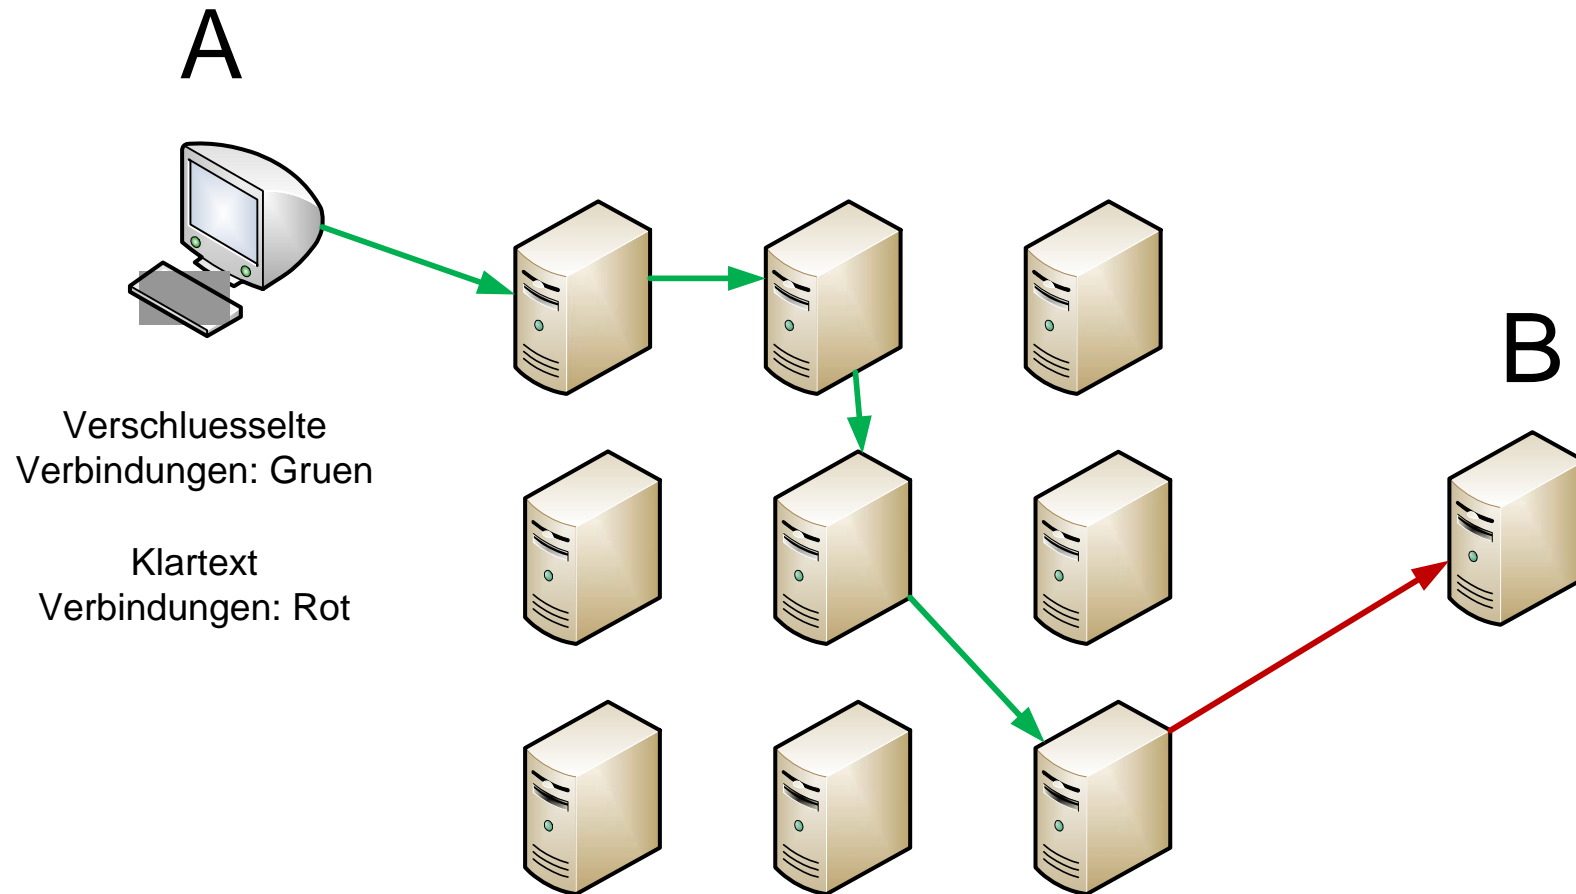 A
B
Verschluesselte
Verbindungen: Gruen
Klartext
Verbindungen: Rot